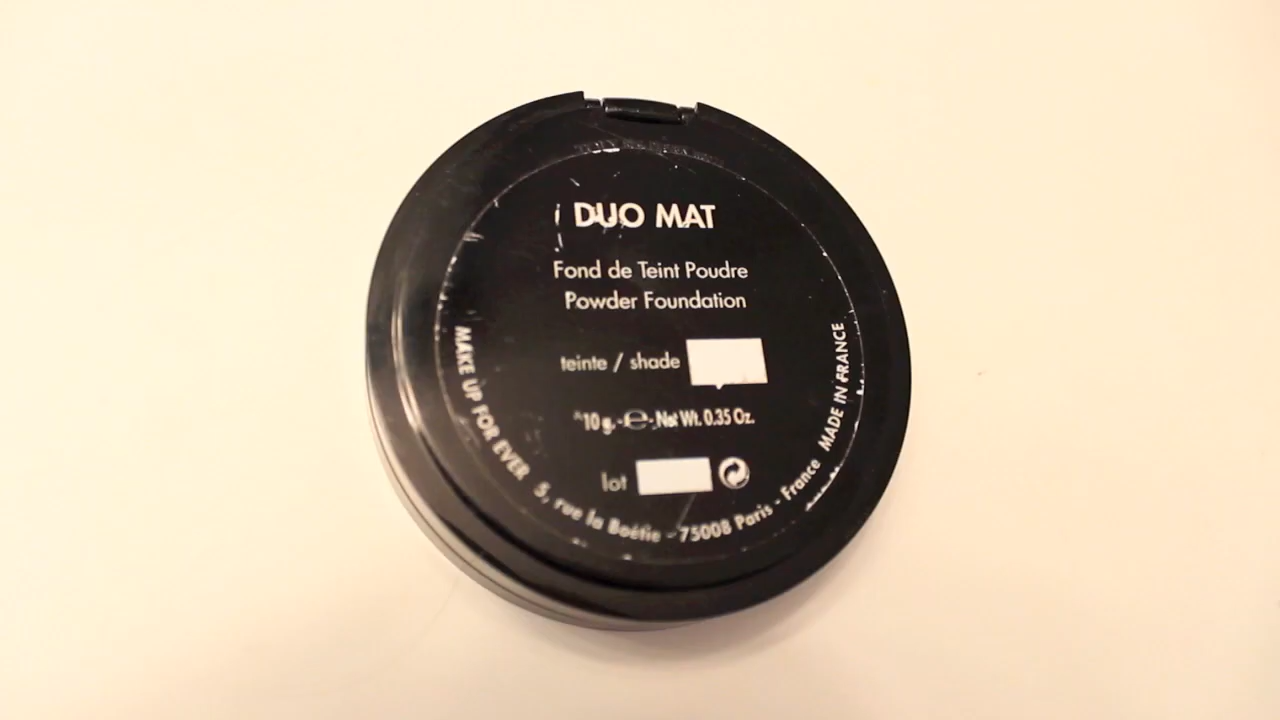 DUO MAT
Fond de Teint Poudre
Powder Foundation
teinte / shade
10 g. e Net Wt. 0.35 Oz.
lot
MAKE UP FOR EVER 5, rue la Boétie - 75008 Paris - France MADE IN FRANCE